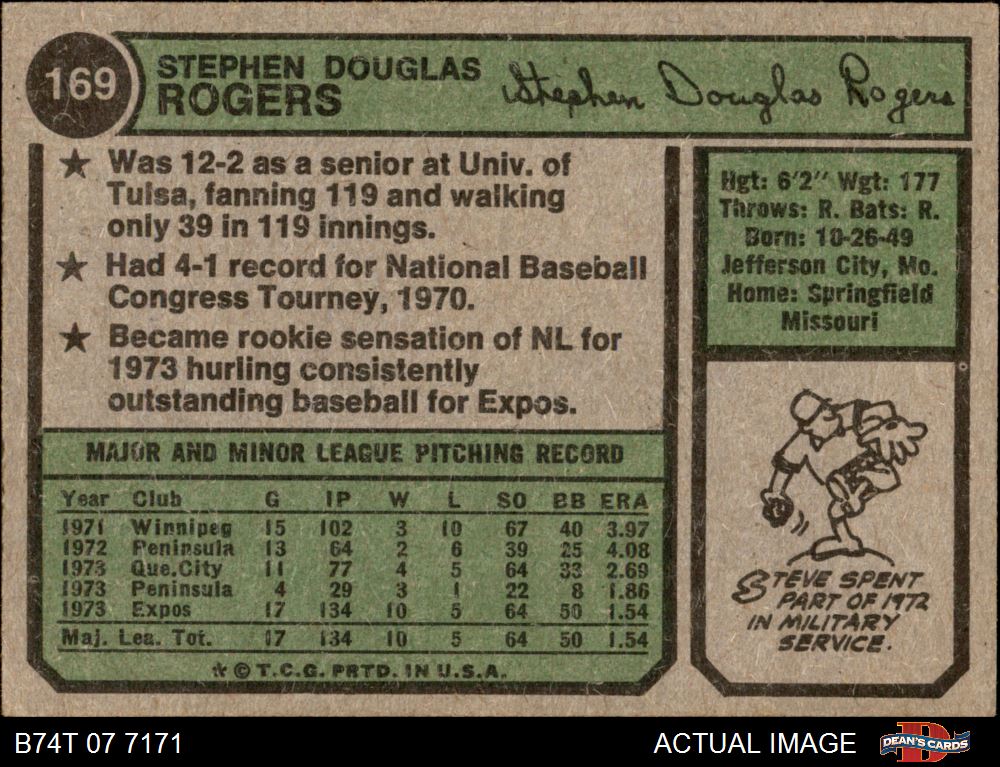 169
STEPHEN DOUGLAS
ROGERS
Stephen Douglas Rogers
★ Was 12-2 as a senior at Univ. of
Tulsa, fanning 119 and walking
only 39 in 119 innings.
★ Had 4-1 record for National Baseball
Congress Tourney, 1970.
★ Became rookie sensation of NL for
1973 hurling consistently
outstanding baseball for Expos.
Hgt: 6'2" Wgt: 177
Throws: R. Bats: R.
Born: 10-26-49
Jefferson City, Mo.
Home: Springfield
Missouri
MAJOR AND MINOR LEAGUE PITCHING RECORD
Year Club G IP W L SO BB ERA
1971 Winnipeg 15 102 3 10 67 40 3.97
1972 Peninsula 13 64 2 6 39 25 4.08
1973 Que.City 11 77 4 5 64 33 2.69
1973 Peninsula 4 29 3 1 22 8 1.86
1973 Expos 17 134 10 5 64 50 1.54
Maj. Lea. Tot. 17 134 10 5 64 50 1.54
★ © T.C.G. PRTD. IN U.S.A.
STEVE SPENT
PART OF 1972
IN MILITARY
SERVICE.
B74T 07 7171
ACTUAL IMAGE
D
DEAN'S CARDS